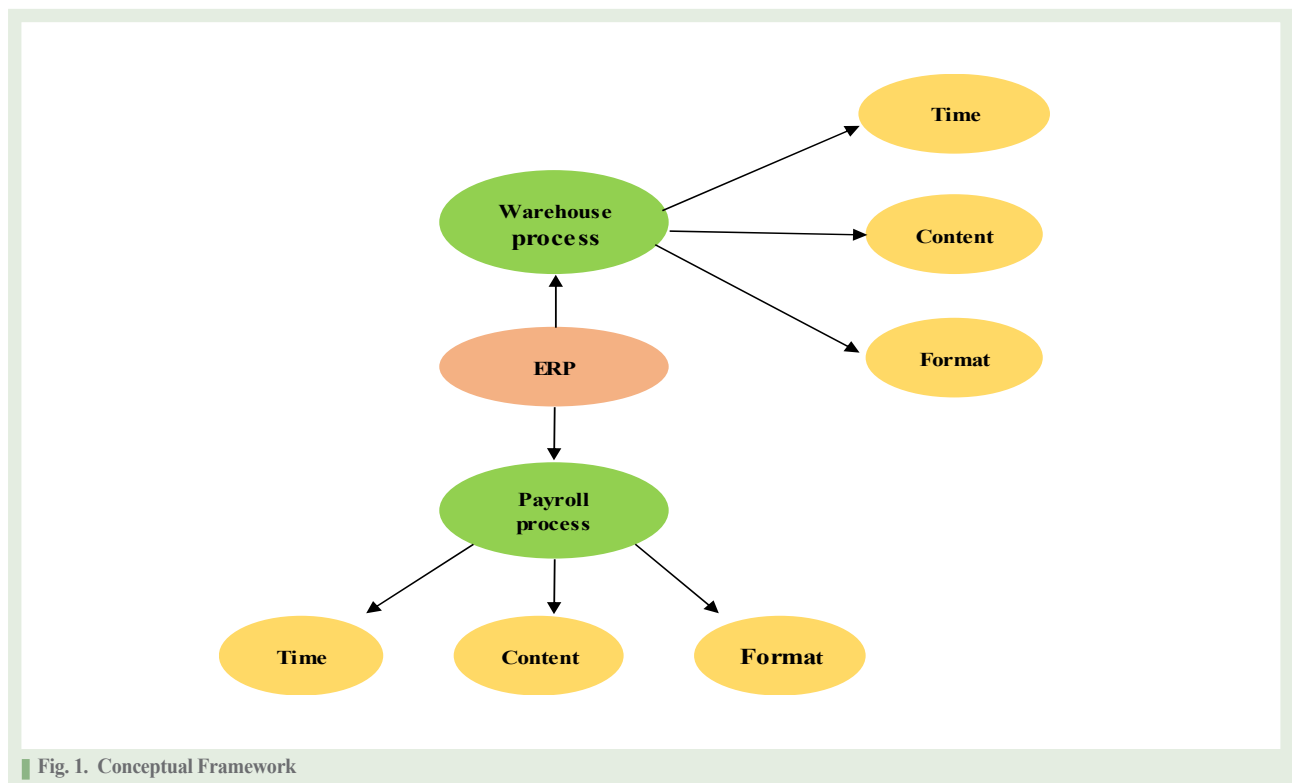 Time
Warehouse
process
Content
Format
ERP
Payroll
process
Time
Content
Format
Fig. 1. Conceptual Framework